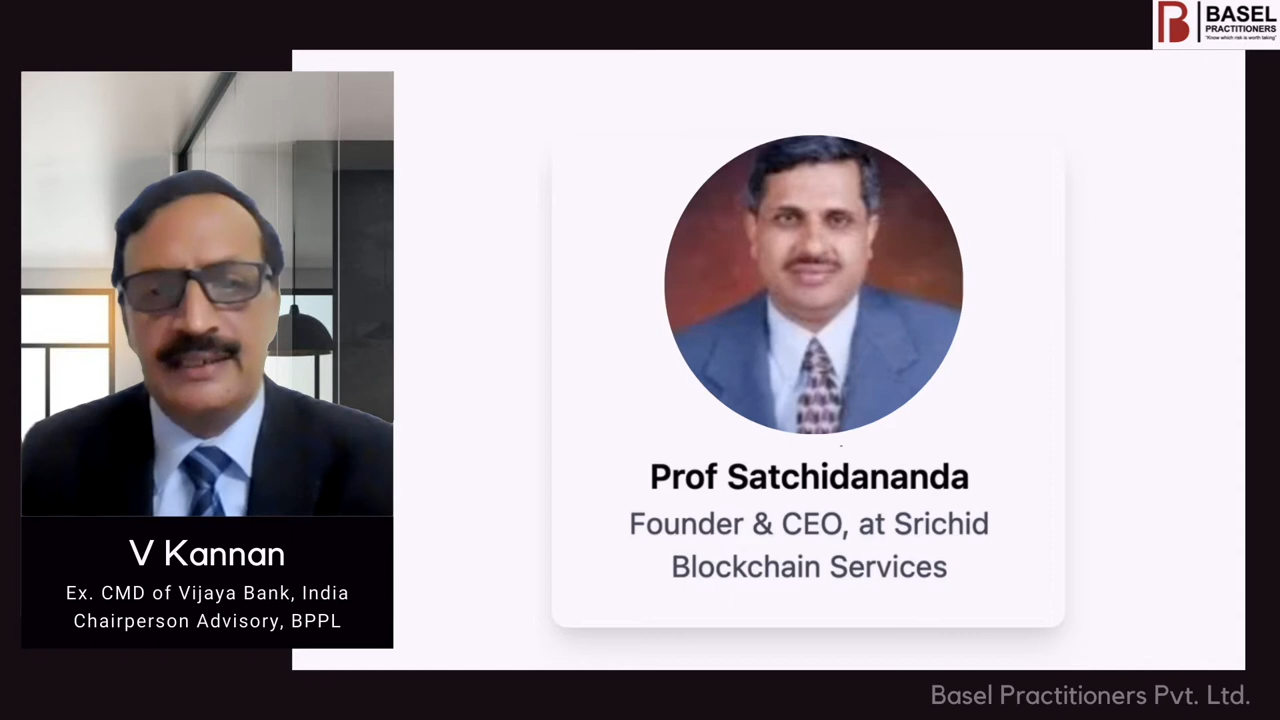 BASEL
PRACTITIONERS
"Know which risk is worth taking"
Prof Satchidananda
Founder & CEO, at Srichid
Blockchain Services
V Kannan
Ex. CMD of Vijaya Bank, India
Chairperson Advisory, BPPL
Basel Practitioners Pvt. Ltd.